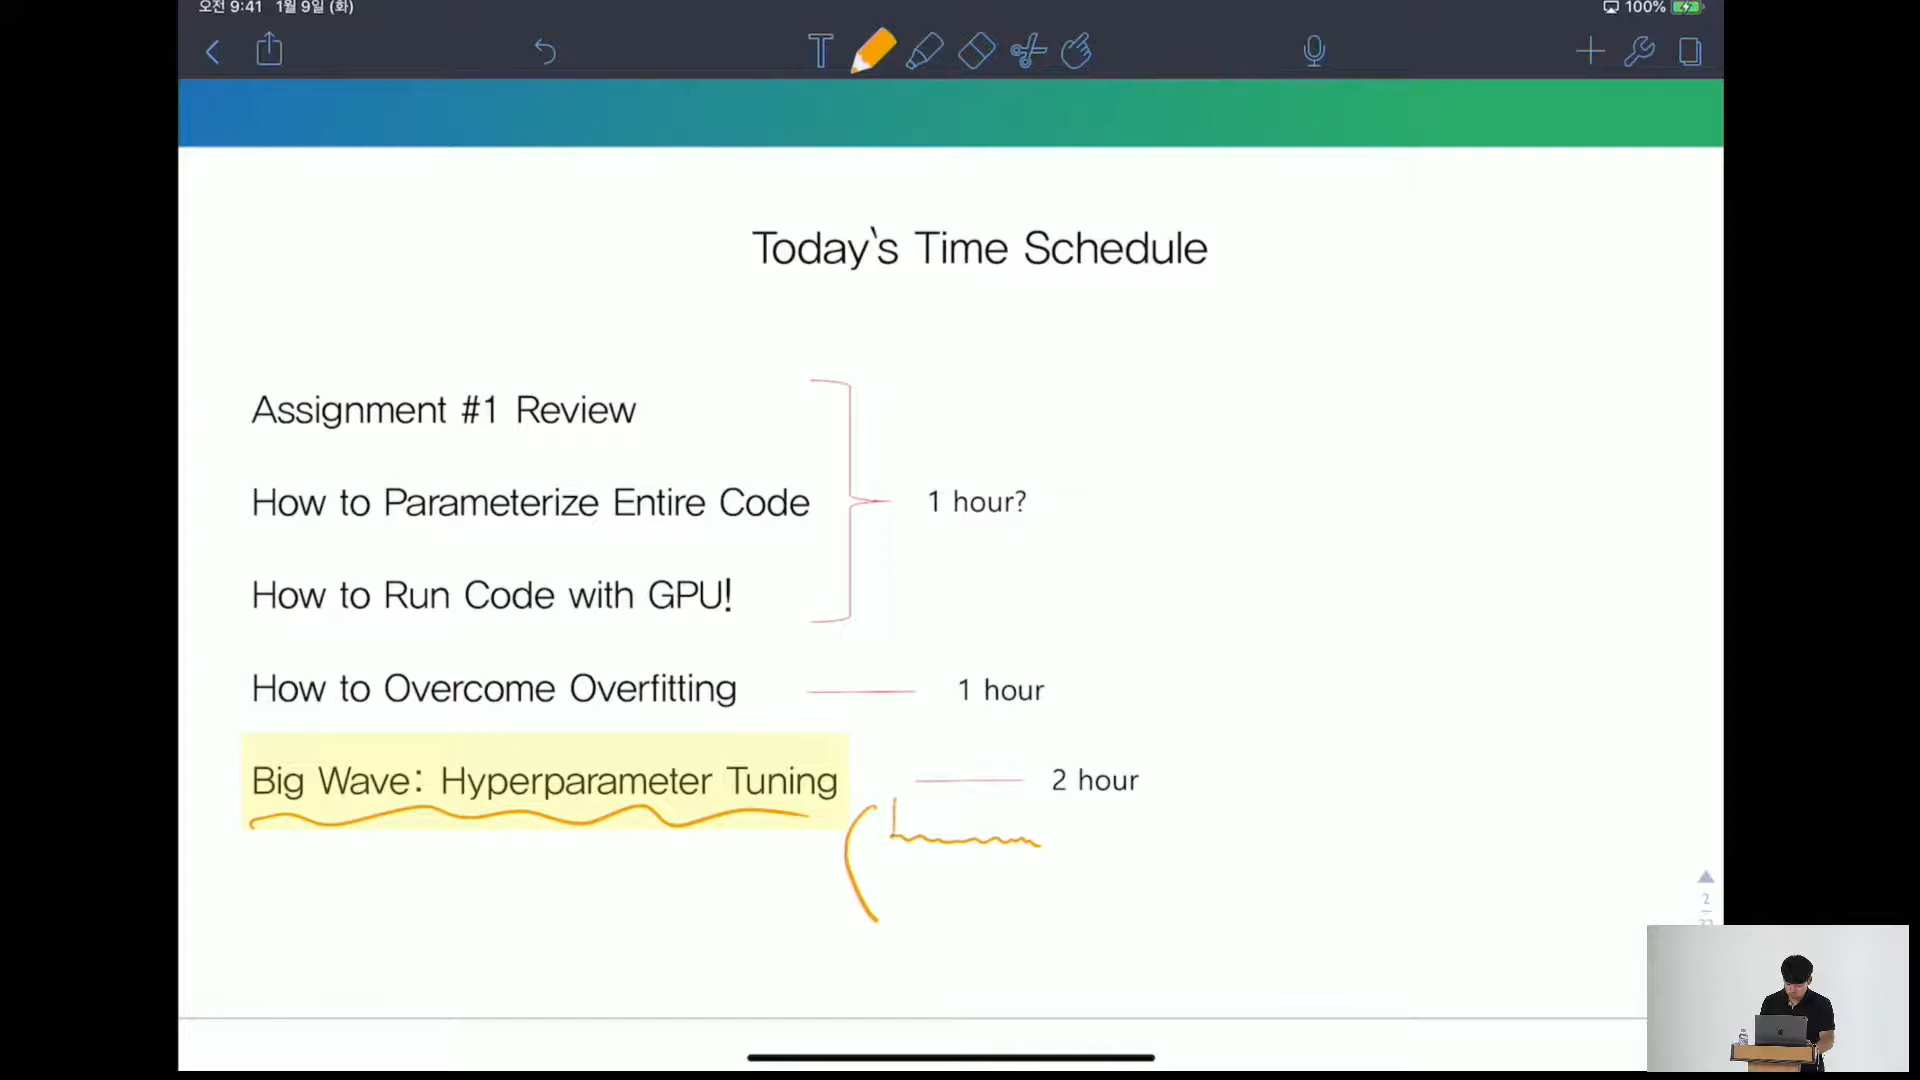 오전 9:41 1월 9일 (화)
100%
Today`s Time Schedule
Assignment #1 Review
How to Parameterize Entire Code
1 hour?
How to Run Code with GPU!
How to Overcome Overfitting
1 hour
Big Wave: Hyperparameter Tuning
2 hour
2